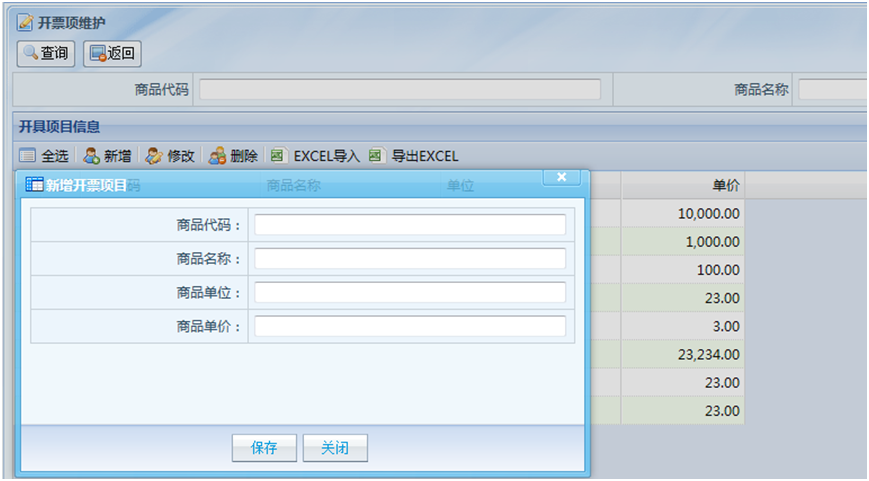 开票项维护
查询 返回
商品代码 商品名称
开具项目信息
全选 新增 修改 删除 EXCEL导入 导出EXCEL
新增开票项目码 商品名称 单位 单价
商品代码：
商品名称：
商品单位：
商品单价：
10,000.00
1,000.00
100.00
23.00
3.00
23,234.00
23.00
23.00
保存 关闭